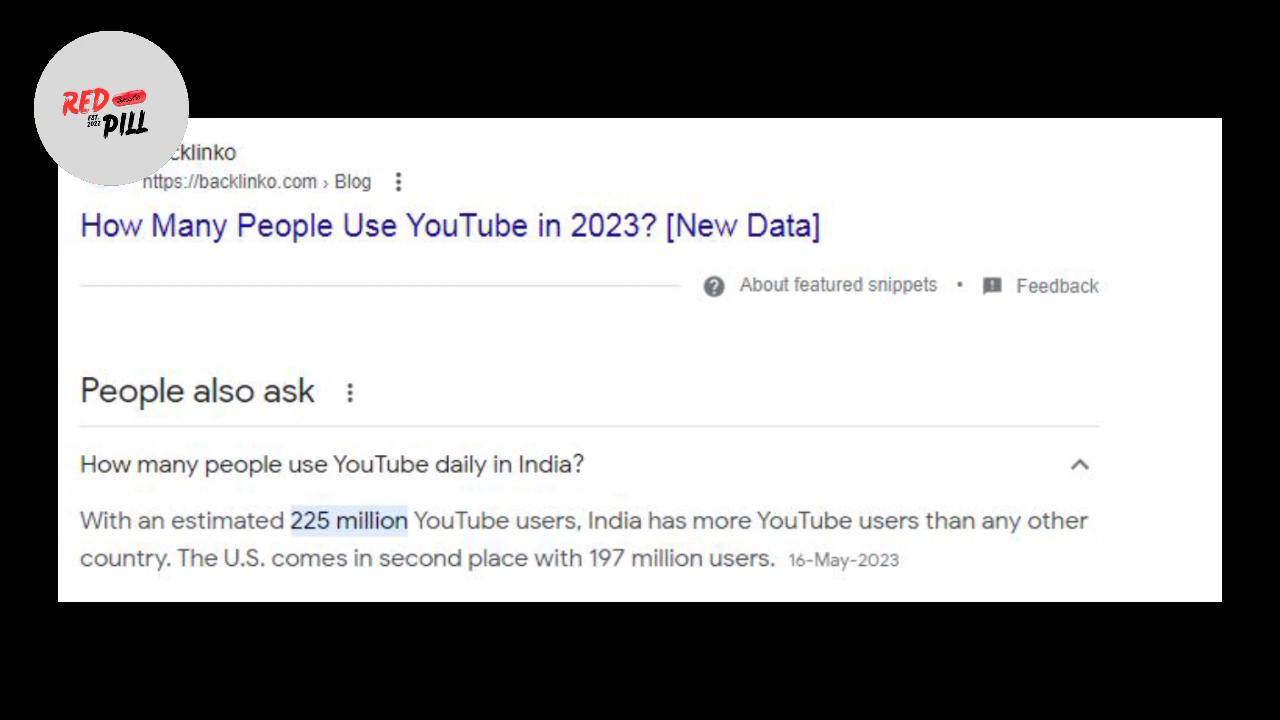 RED
EST.
2022
PILL
cklinko
https://backlinko.com › Blog
How Many People Use YouTube in 2023? [New Data]
About featured snippets • Feedback
People also ask
How many people use YouTube daily in India?
With an estimated 225 million YouTube users, India has more YouTube users than any other
country. The U.S. comes in second place with 197 million users. 16-May-2023